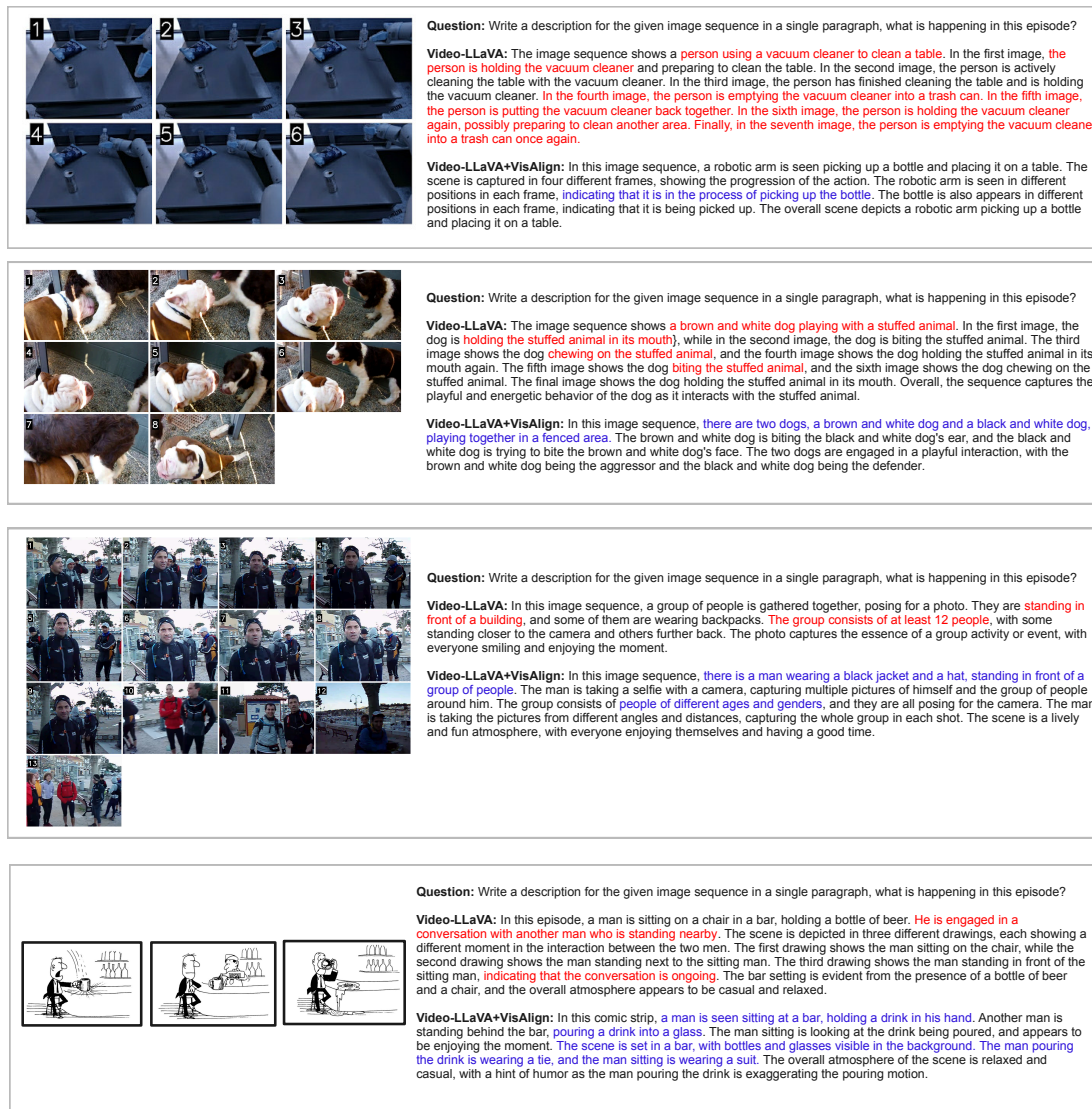 1 2 3
4 5 6
Question: Write a description for the given image sequence in a single paragraph, what is happening in this episode?
Video-LLaVA: The image sequence shows a person using a vacuum cleaner to clean a table. In the first image, the
person is holding the vacuum cleaner and preparing to clean the table. In the second image, the person is actively
cleaning the table with the vacuum cleaner. In the third image, the person has finished cleaning the table and is holding
the vacuum cleaner. In the fourth image, the person is emptying the vacuum cleaner into a trash can. In the fifth image,
the person is putting the vacuum cleaner back together. In the sixth image, the person is holding the vacuum cleaner
again, possibly preparing to clean another area. Finally, in the seventh image, the person is emptying the vacuum cleane
into a trash can once again.
Video-LLaVA+VisAlign: In this image sequence, a robotic arm is seen picking up a bottle and placing it on a table. The
scene is captured in four different frames, showing the progression of the action. The robotic arm is seen in different
positions in each frame, indicating that it is in the process of picking up the bottle. The bottle is also appears in different
positions in each frame, indicating that it is being picked up. The overall scene depicts a robotic arm picking up a bottle
and placing it on a table.
1 2 3
4 5 6
7 8
Question: Write a description for the given image sequence in a single paragraph, what is happening in this episode?
Video-LLaVA: The image sequence shows a brown and white dog playing with a stuffed animal. In the first image, the
dog is holding the stuffed animal in its mouth}, while in the second image, the dog is biting the stuffed animal. The third
image shows the dog chewing on the stuffed animal, and the fourth image shows the dog holding the stuffed animal in its
mouth again. The fifth image shows the dog biting the stuffed animal, and the sixth image shows the dog chewing on the
stuffed animal. The final image shows the dog holding the stuffed animal in its mouth. Overall, the sequence captures the
playful and energetic behavior of the dog as it interacts with the stuffed animal.
Video-LLaVA+VisAlign: In this image sequence, there are two dogs, a brown and white dog and a black and white dog,
playing together in a fenced area. The brown and white dog is biting the black and white dog's ear, and the black and
white dog is trying to bite the brown and white dog's face. The two dogs are engaged in a playful interaction, with the
brown and white dog being the aggressor and the black and white dog being the defender.
1 2 3 4
5 6 7 8
9 10 11 12
13
Question: Write a description for the given image sequence in a single paragraph, what is happening in this episode?
Video-LLaVA: In this image sequence, a group of people is gathered together, posing for a photo. They are standing in
front of a building, and some of them are wearing backpacks. The group consists of at least 12 people, with some
standing closer to the camera and others further back. The photo captures the essence of a group activity or event, with
everyone smiling and enjoying the moment.
Video-LLaVA+VisAlign: In this image sequence, there is a man wearing a black jacket and a hat, standing in front of a
group of people. The man is taking a selfie with a camera, capturing multiple pictures of himself and the group of people
around him. The group consists of people of different ages and genders, and they are all posing for the camera. The man
is taking the pictures from different angles and distances, capturing the whole group in each shot. The scene is a lively
and fun atmosphere, with everyone enjoying themselves and having a good time.
Question: Write a description for the given image sequence in a single paragraph, what is happening in this episode?
Video-LLaVA: In this episode, a man is sitting on a chair in a bar, holding a bottle of beer. He is engaged in a
conversation with another man who is standing nearby. The scene is depicted in three different drawings, each showing a
different moment in the interaction between the two men. The first drawing shows the man sitting on the chair, while the
second drawing shows the man standing next to the sitting man. The third drawing shows the man standing in front of the
sitting man, indicating that the conversation is ongoing. The bar setting is evident from the presence of a bottle of beer
and a chair, and the overall atmosphere appears to be casual and relaxed.
Video-LLaVA+VisAlign: In this comic strip, a man is seen sitting at a bar, holding a drink in his hand. Another man is
standing behind the bar, pouring a drink into a glass. The man sitting is looking at the drink being poured, and appears to
be enjoying the moment. The scene is set in a bar, with bottles and glasses visible in the background. The man pouring
the drink is wearing a tie, and the man sitting is wearing a suit. The overall atmosphere of the scene is relaxed and
casual, with a hint of humor as the man pouring the drink is exaggerating the pouring motion.